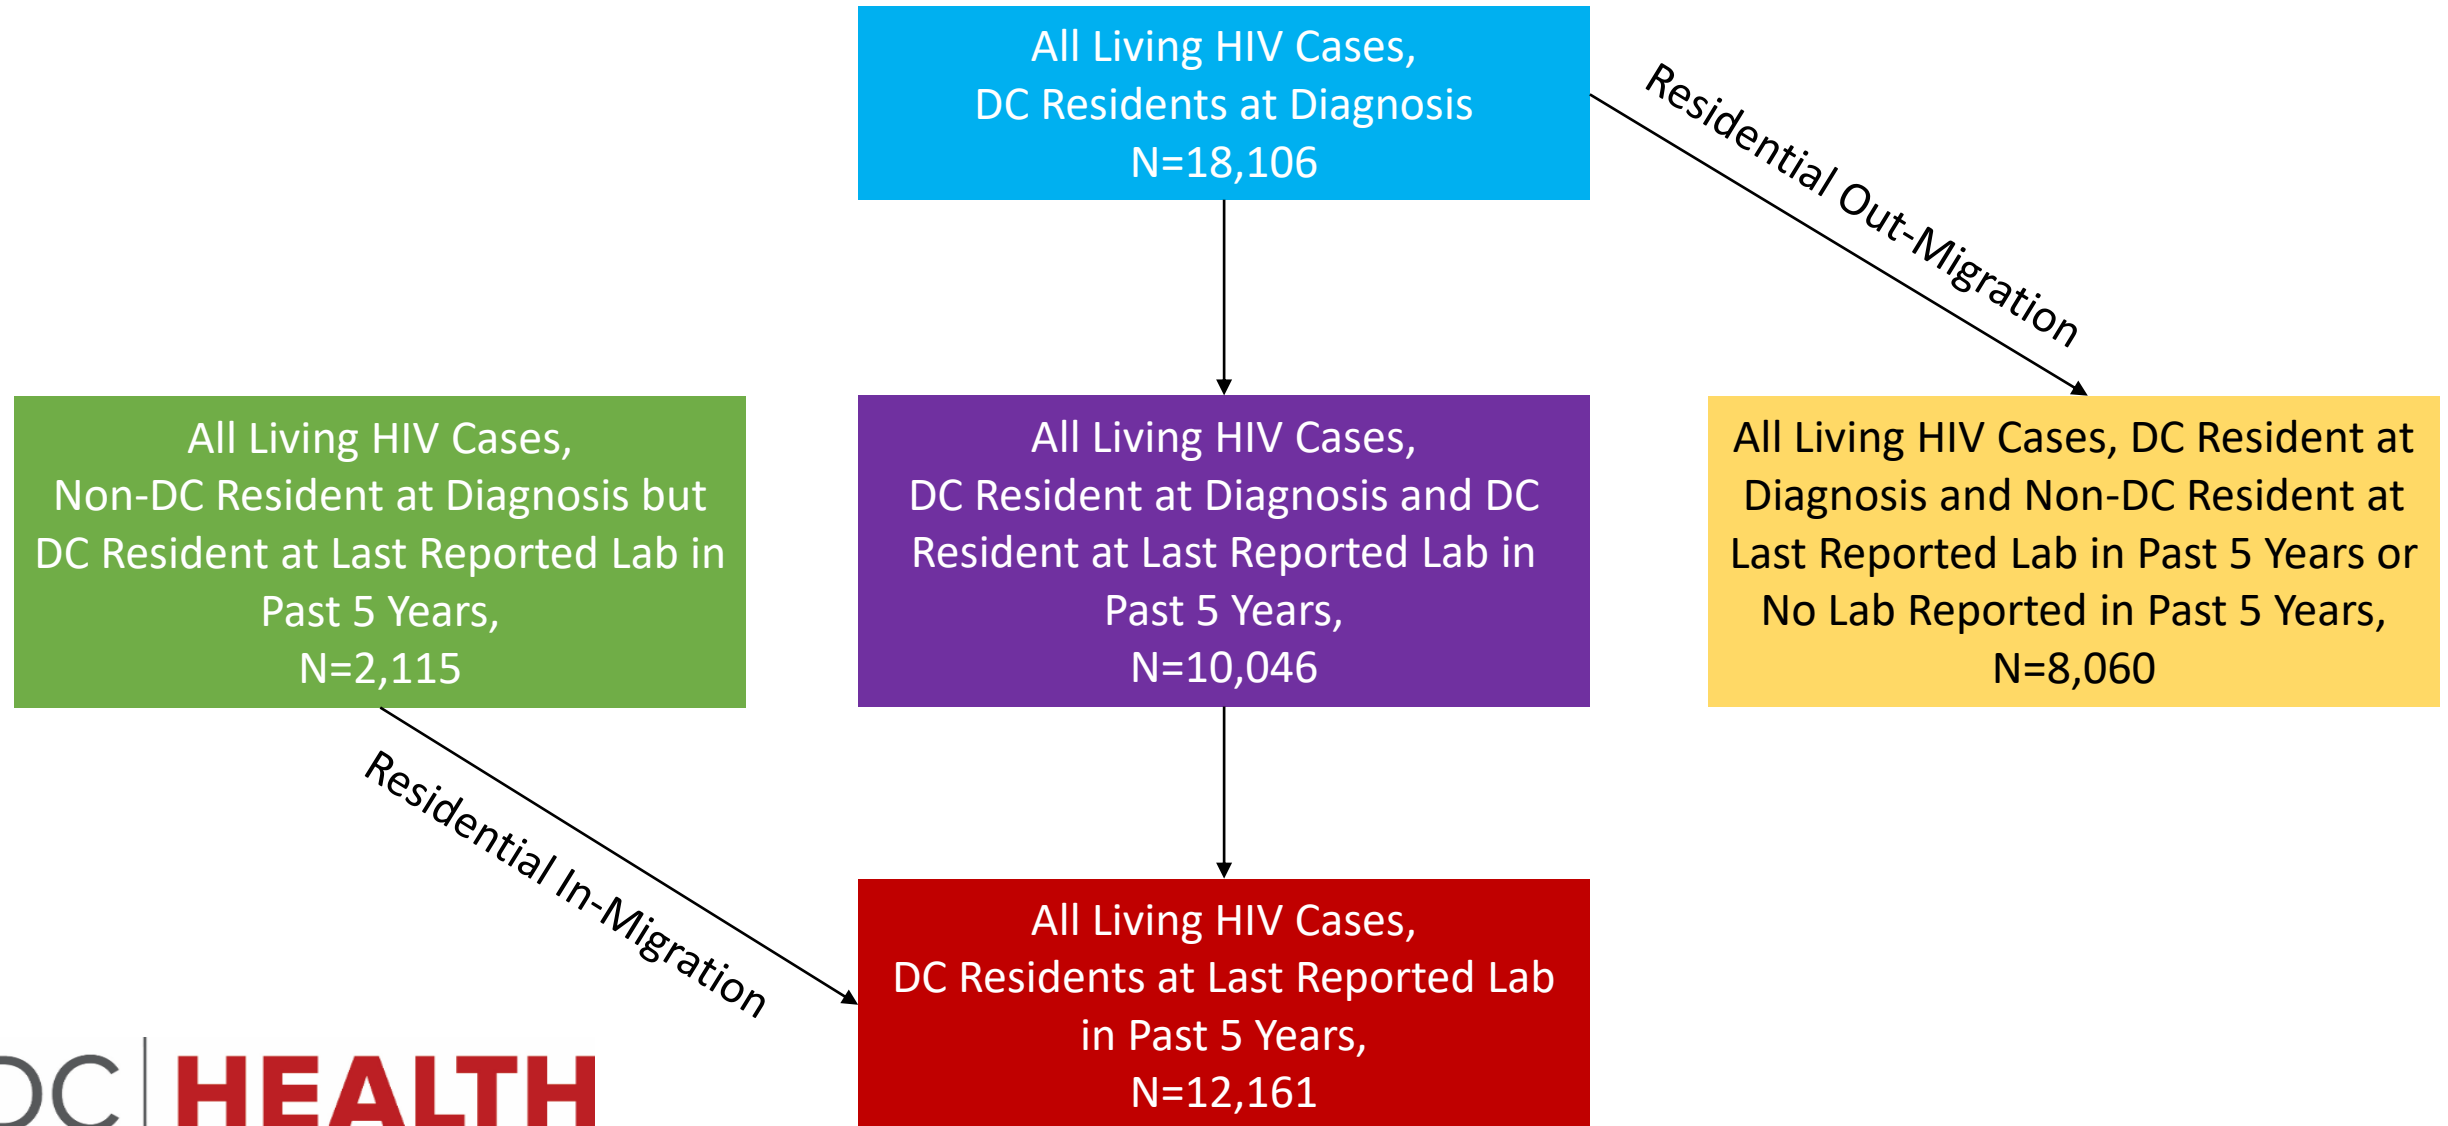 All Living HIV Cases,
DC Residents at Diagnosis
N=18,106
Residential Out-Migration
All Living HIV Cases,
Non-DC Resident at Diagnosis but
DC Resident at Last Reported Lab in
Past 5 Years,
N=2,115
All Living HIV Cases,
DC Resident at Diagnosis and DC
Resident at Last Reported Lab in
Past 5 Years,
N=10,046
All Living HIV Cases, DC Resident at
Diagnosis and Non-DC Resident at
Last Reported Lab in Past 5 Years or
No Lab Reported in Past 5 Years,
N=8,060
Residential In-Migration
All Living HIV Cases,
DC Residents at Last Reported Lab
in Past 5 Years,
N=12,161
DC HEALTH